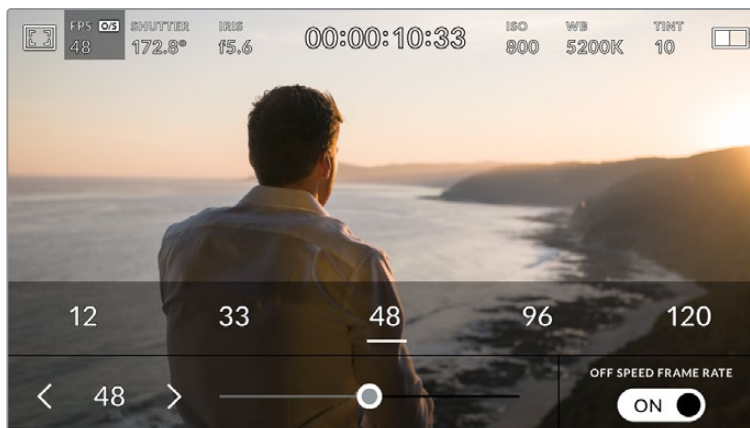 FPS O/S SHUTTER IRIS 00:00:10:33 ISO WB TINT
48 172.8° f5.6 800 5200K 10
12 33 48 96 120
OFF SPEED FRAME RATE
< 48 > ON